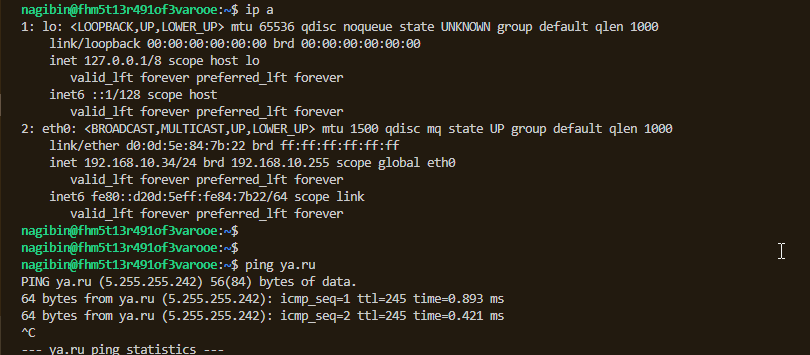 nagibin@fhm5t13r491of3varooe:~$ ip a
1: lo: <LOOPBACK,UP,LOWER_UP> mtu 65536 qdisc noqueue state UNKNOWN group default qlen 1000
    link/loopback 00:00:00:00:00:00 brd 00:00:00:00:00:00
    inet 127.0.0.1/8 scope host lo
       valid_lft forever preferred_lft forever
    inet6 ::1/128 scope host
       valid_lft forever preferred_lft forever
2: eth0: <BROADCAST,MULTICAST,UP,LOWER_UP> mtu 1500 qdisc mq state UP group default qlen 1000
    link/ether d0:0d:5e:84:7b:22 brd ff:ff:ff:ff:ff:ff
    inet 192.168.10.34/24 brd 192.168.10.255 scope global eth0
       valid_lft forever preferred_lft forever
    inet6 fe80::d20d:5eff:fe84:7b22/64 scope link
       valid_lft forever preferred_lft forever
nagibin@fhm5t13r491of3varooe:~$
nagibin@fhm5t13r491of3varooe:~$
nagibin@fhm5t13r491of3varooe:~$ ping ya.ru
PING ya.ru (5.255.255.242) 56(84) bytes of data.
64 bytes from ya.ru (5.255.255.242): icmp_seq=1 ttl=245 time=0.893 ms
64 bytes from ya.ru (5.255.255.242): icmp_seq=2 ttl=245 time=0.421 ms
^C
--- ya.ru ping statistics ---